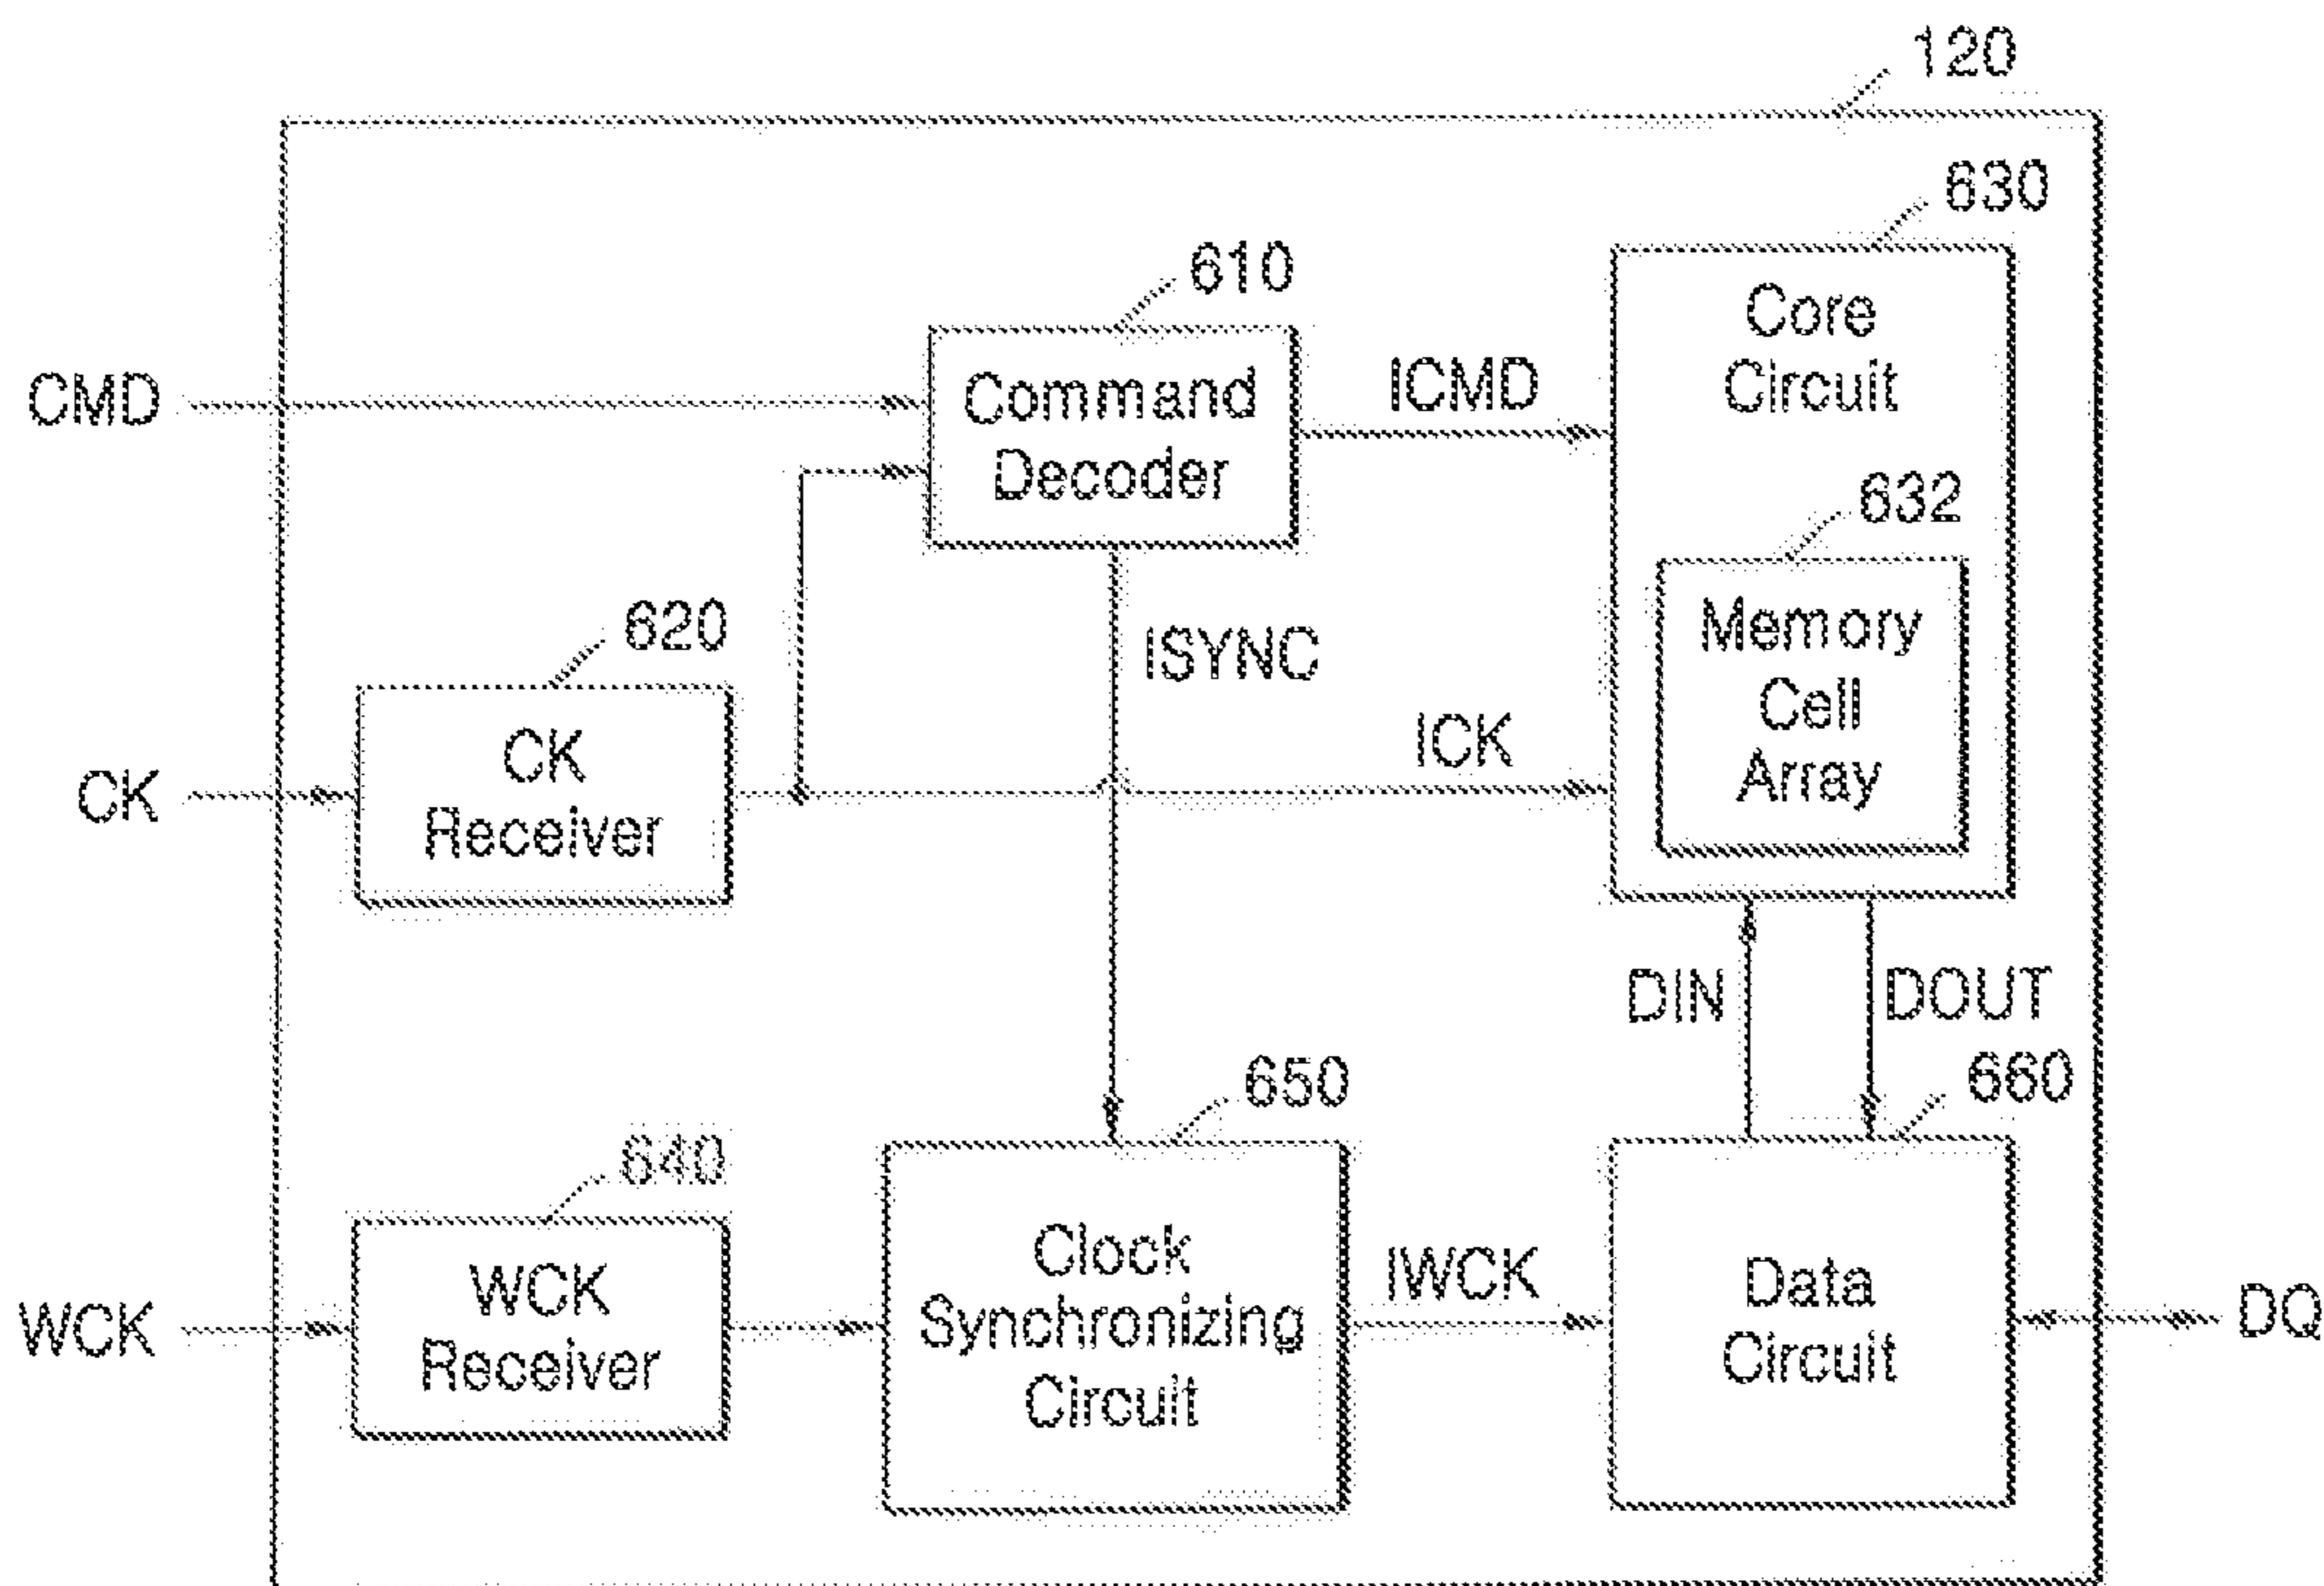 120
630
610
Core
Circuit
CMD
Command
Decoder
ICMD
632
Memory
Cell
Array
620
ISYNC
CK
CK
Receiver
ICK
DIN
DOUT
650
660
640
WCK
WCK
Receiver
Clock
Synchronizing
Circuit
IWCK
Data
Circuit
DQ